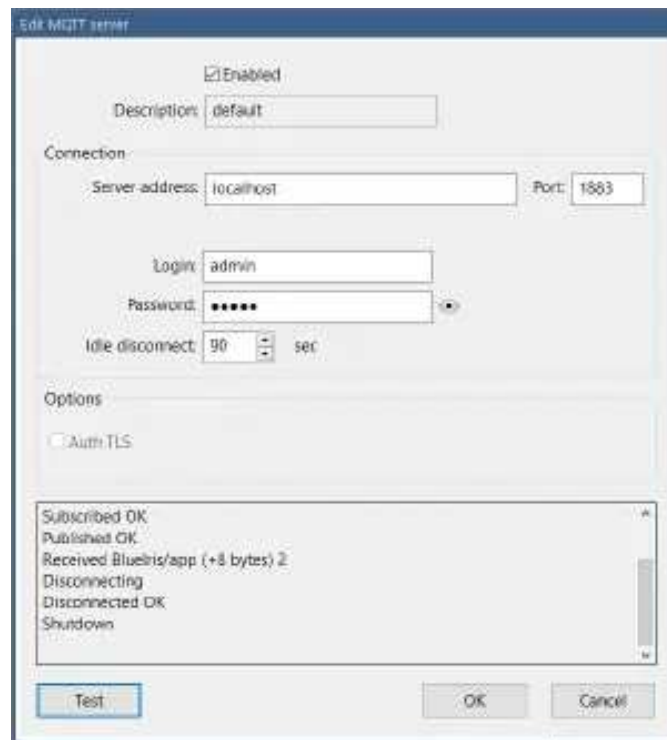 Edit MQTT server
Enabled
Description: default
Connection
Server address: localhost Port: 1883
Login: admin
Password: •••••
Idle disconnect: 90 sec
Options
Auth TLS
Subscribed OK
Published OK
Received BlueIris/app (+8 bytes) 2
Disconnecting
Disconnected OK
Shutdown
Test OK Cancel